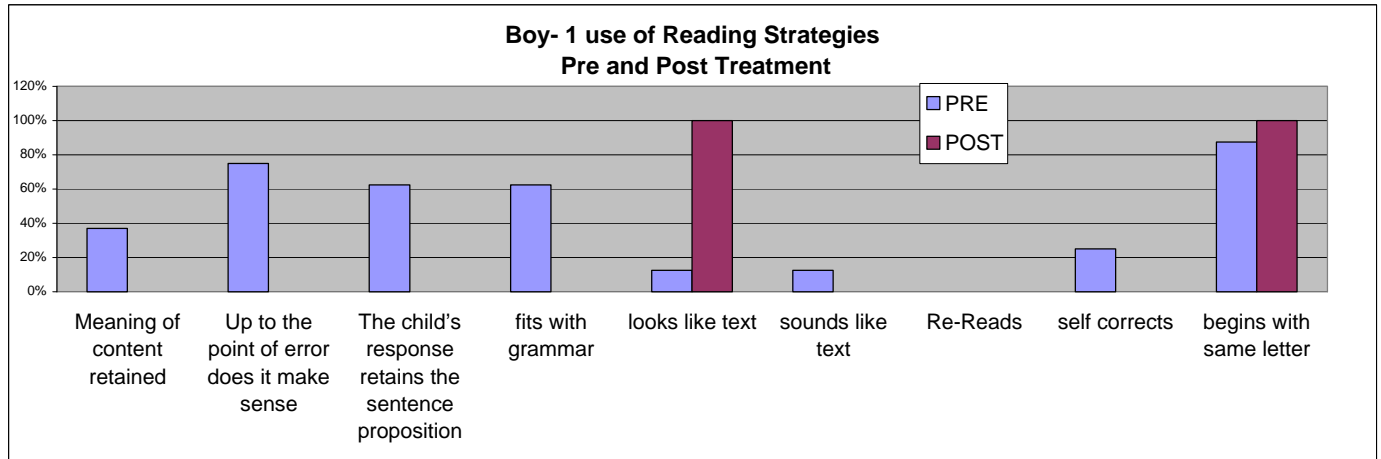 Boy- 1 use of Reading Strategies
Pre and Post Treatment
120%
100%
80%
60%
40%
20%
0%
PRE
POST
Meaning of
content
retained
Up to the
point of error
does it make
sense
The child’s
response
retains the
sentence
proposition
fits with
grammar
looks like text
sounds like
text
Re-Reads
self corrects
begins with
same letter